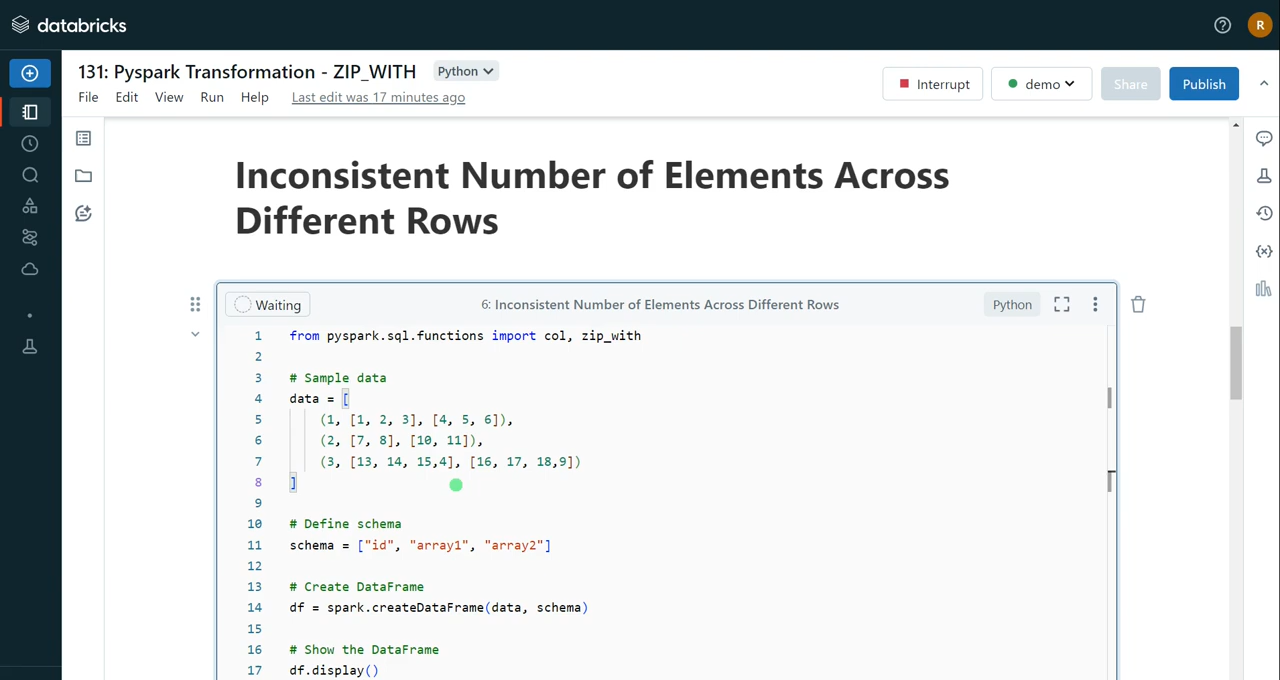 databricks
R
131: Pyspark Transformation - ZIP_WITH Python
File Edit View Run Help Last edit was 17 minutes ago
Interrupt demo Share Publish
Inconsistent Number of Elements Across
Different Rows
Waiting 6: Inconsistent Number of Elements Across Different Rows Python
1 from pyspark.sql.functions import col, zip_with
2
3 # Sample data
4 data = [
5 (1, [1, 2, 3], [4, 5, 6]),
6 (2, [7, 8], [10, 11]),
7 (3, [13, 14, 15,4], [16, 17, 18,9])
8 ]
9
10 # Define schema
11 schema = ["id", "array1", "array2"]
12
13 # Create DataFrame
14 df = spark.createDataFrame(data, schema)
15
16 # Show the DataFrame
17 df.display()